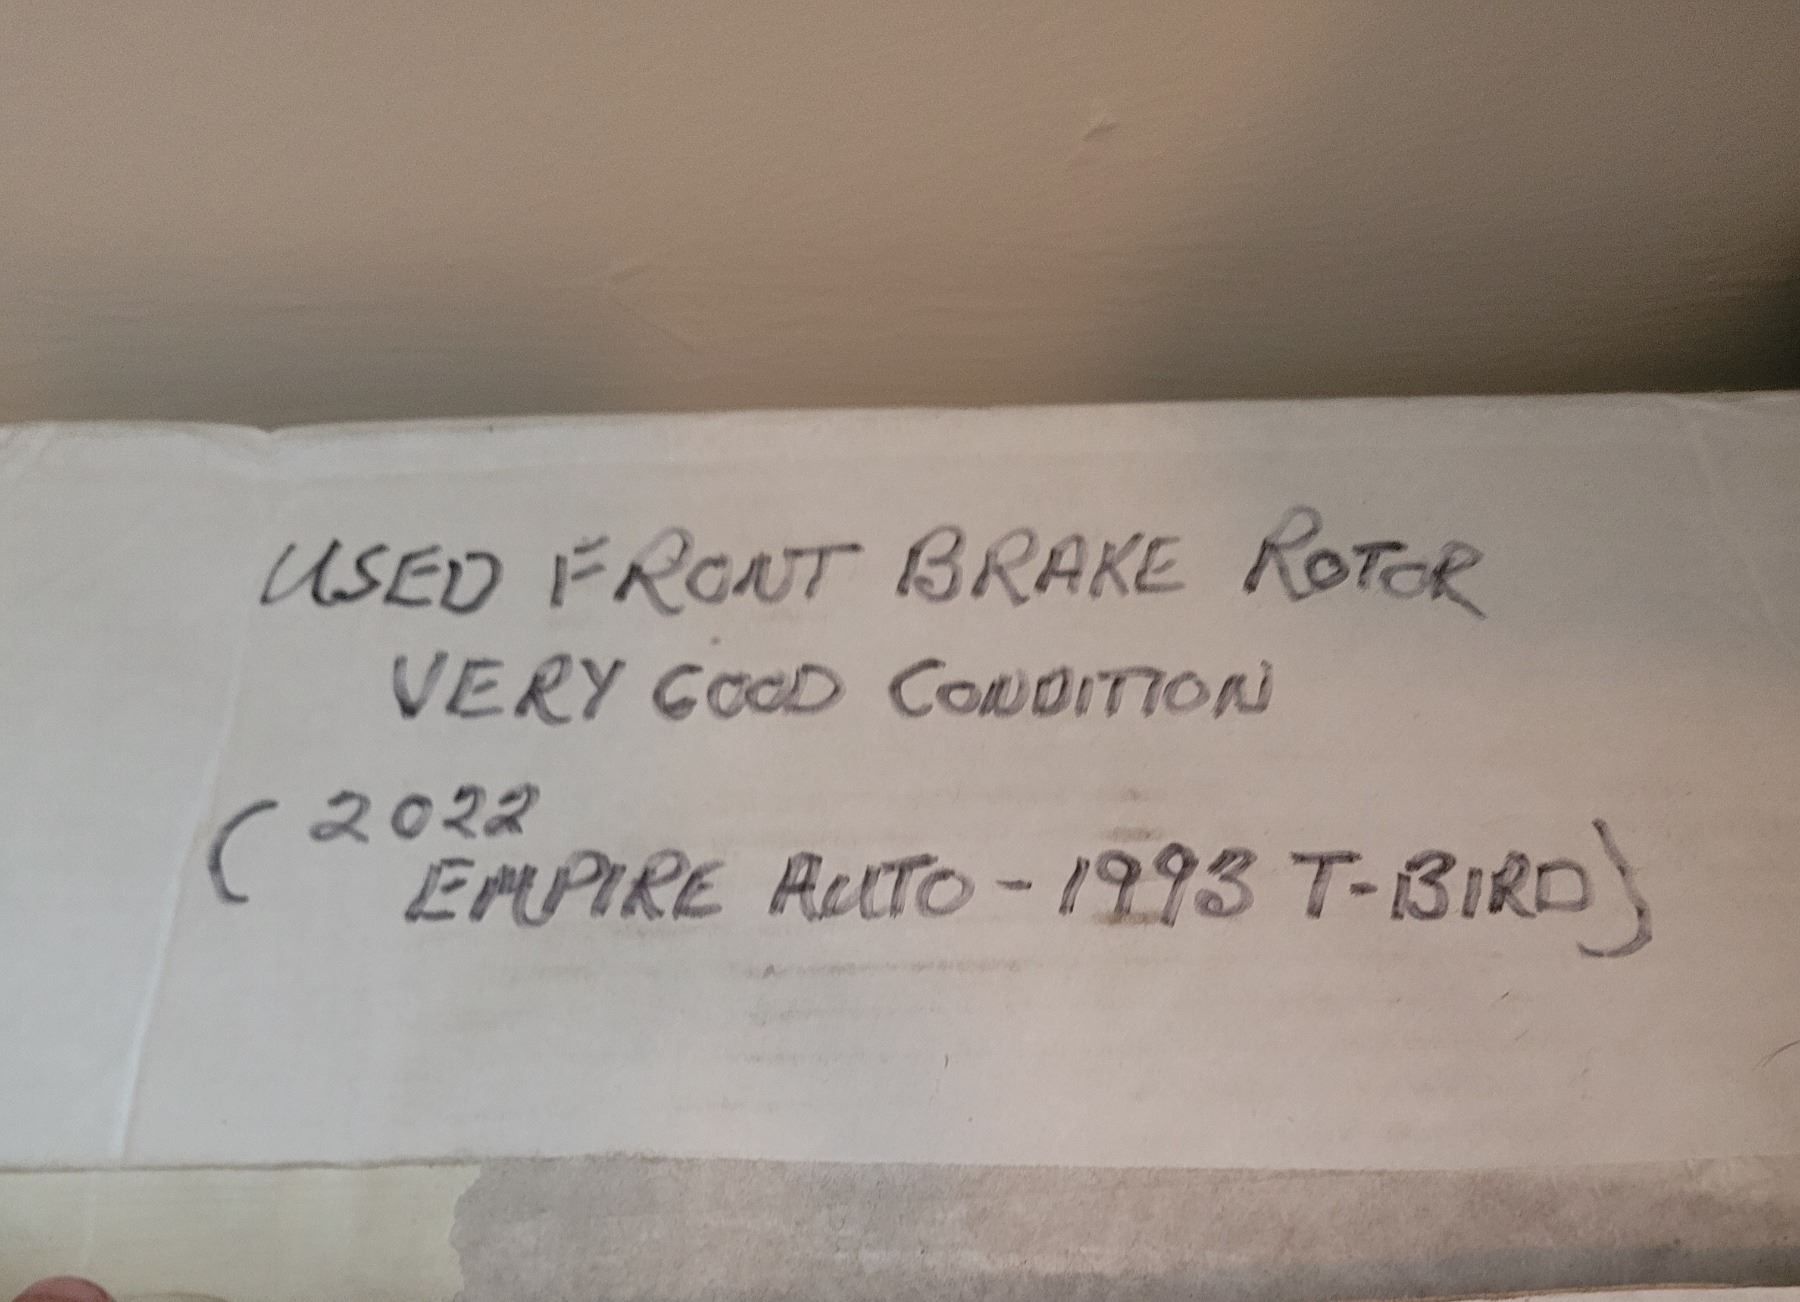 USED FRONT BRAKE ROTOR
VERY GOOD CONDITION
(2022
EMPIRE AUTO - 1993 T-BIRD)